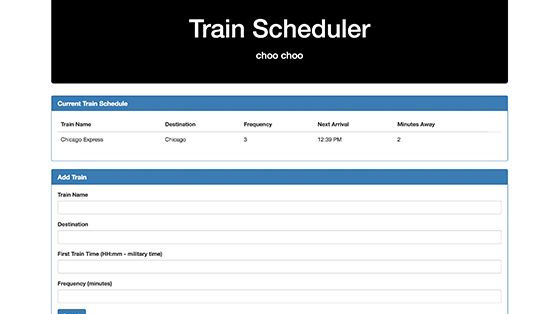 Train Scheduler
choo choo
Current Train Schedule
Train Name Destination Frequency Next Arrival Minutes Away
Chicago Express Chicago 3 12:39 PM 2
Add Train
Train Name
Destination
First Train Time (HH:mm - military time)
Frequency (minutes)